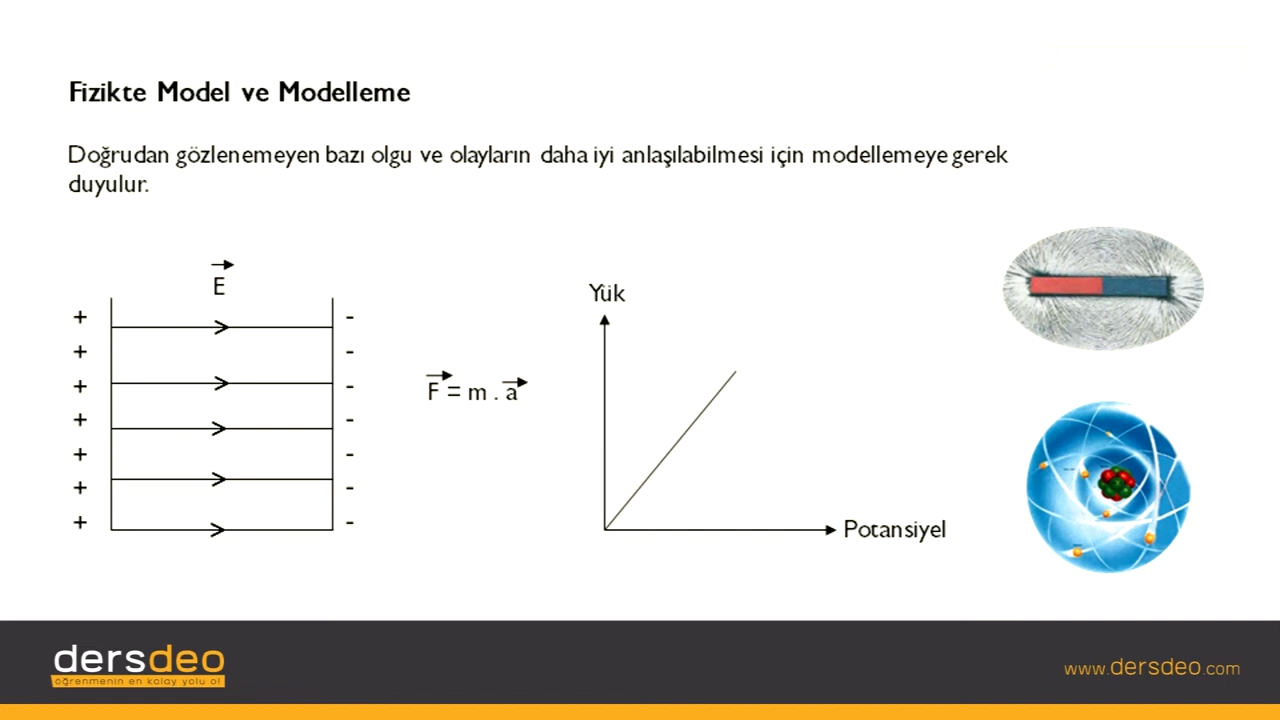 Fizikte Model ve Modelleme
Doğrudan gözlenemeyen bazı olgu ve olayların daha iyi anlaşılabilmesi için modellemeye gerek
duyulur.
E
+ -
+ -
+ -
+ -
+ -
+ -
+ -
F = m . a
Yük
Potansiyel
dersdeo
öğrenmenin en kolay yolu ol
www.dersdeo.com